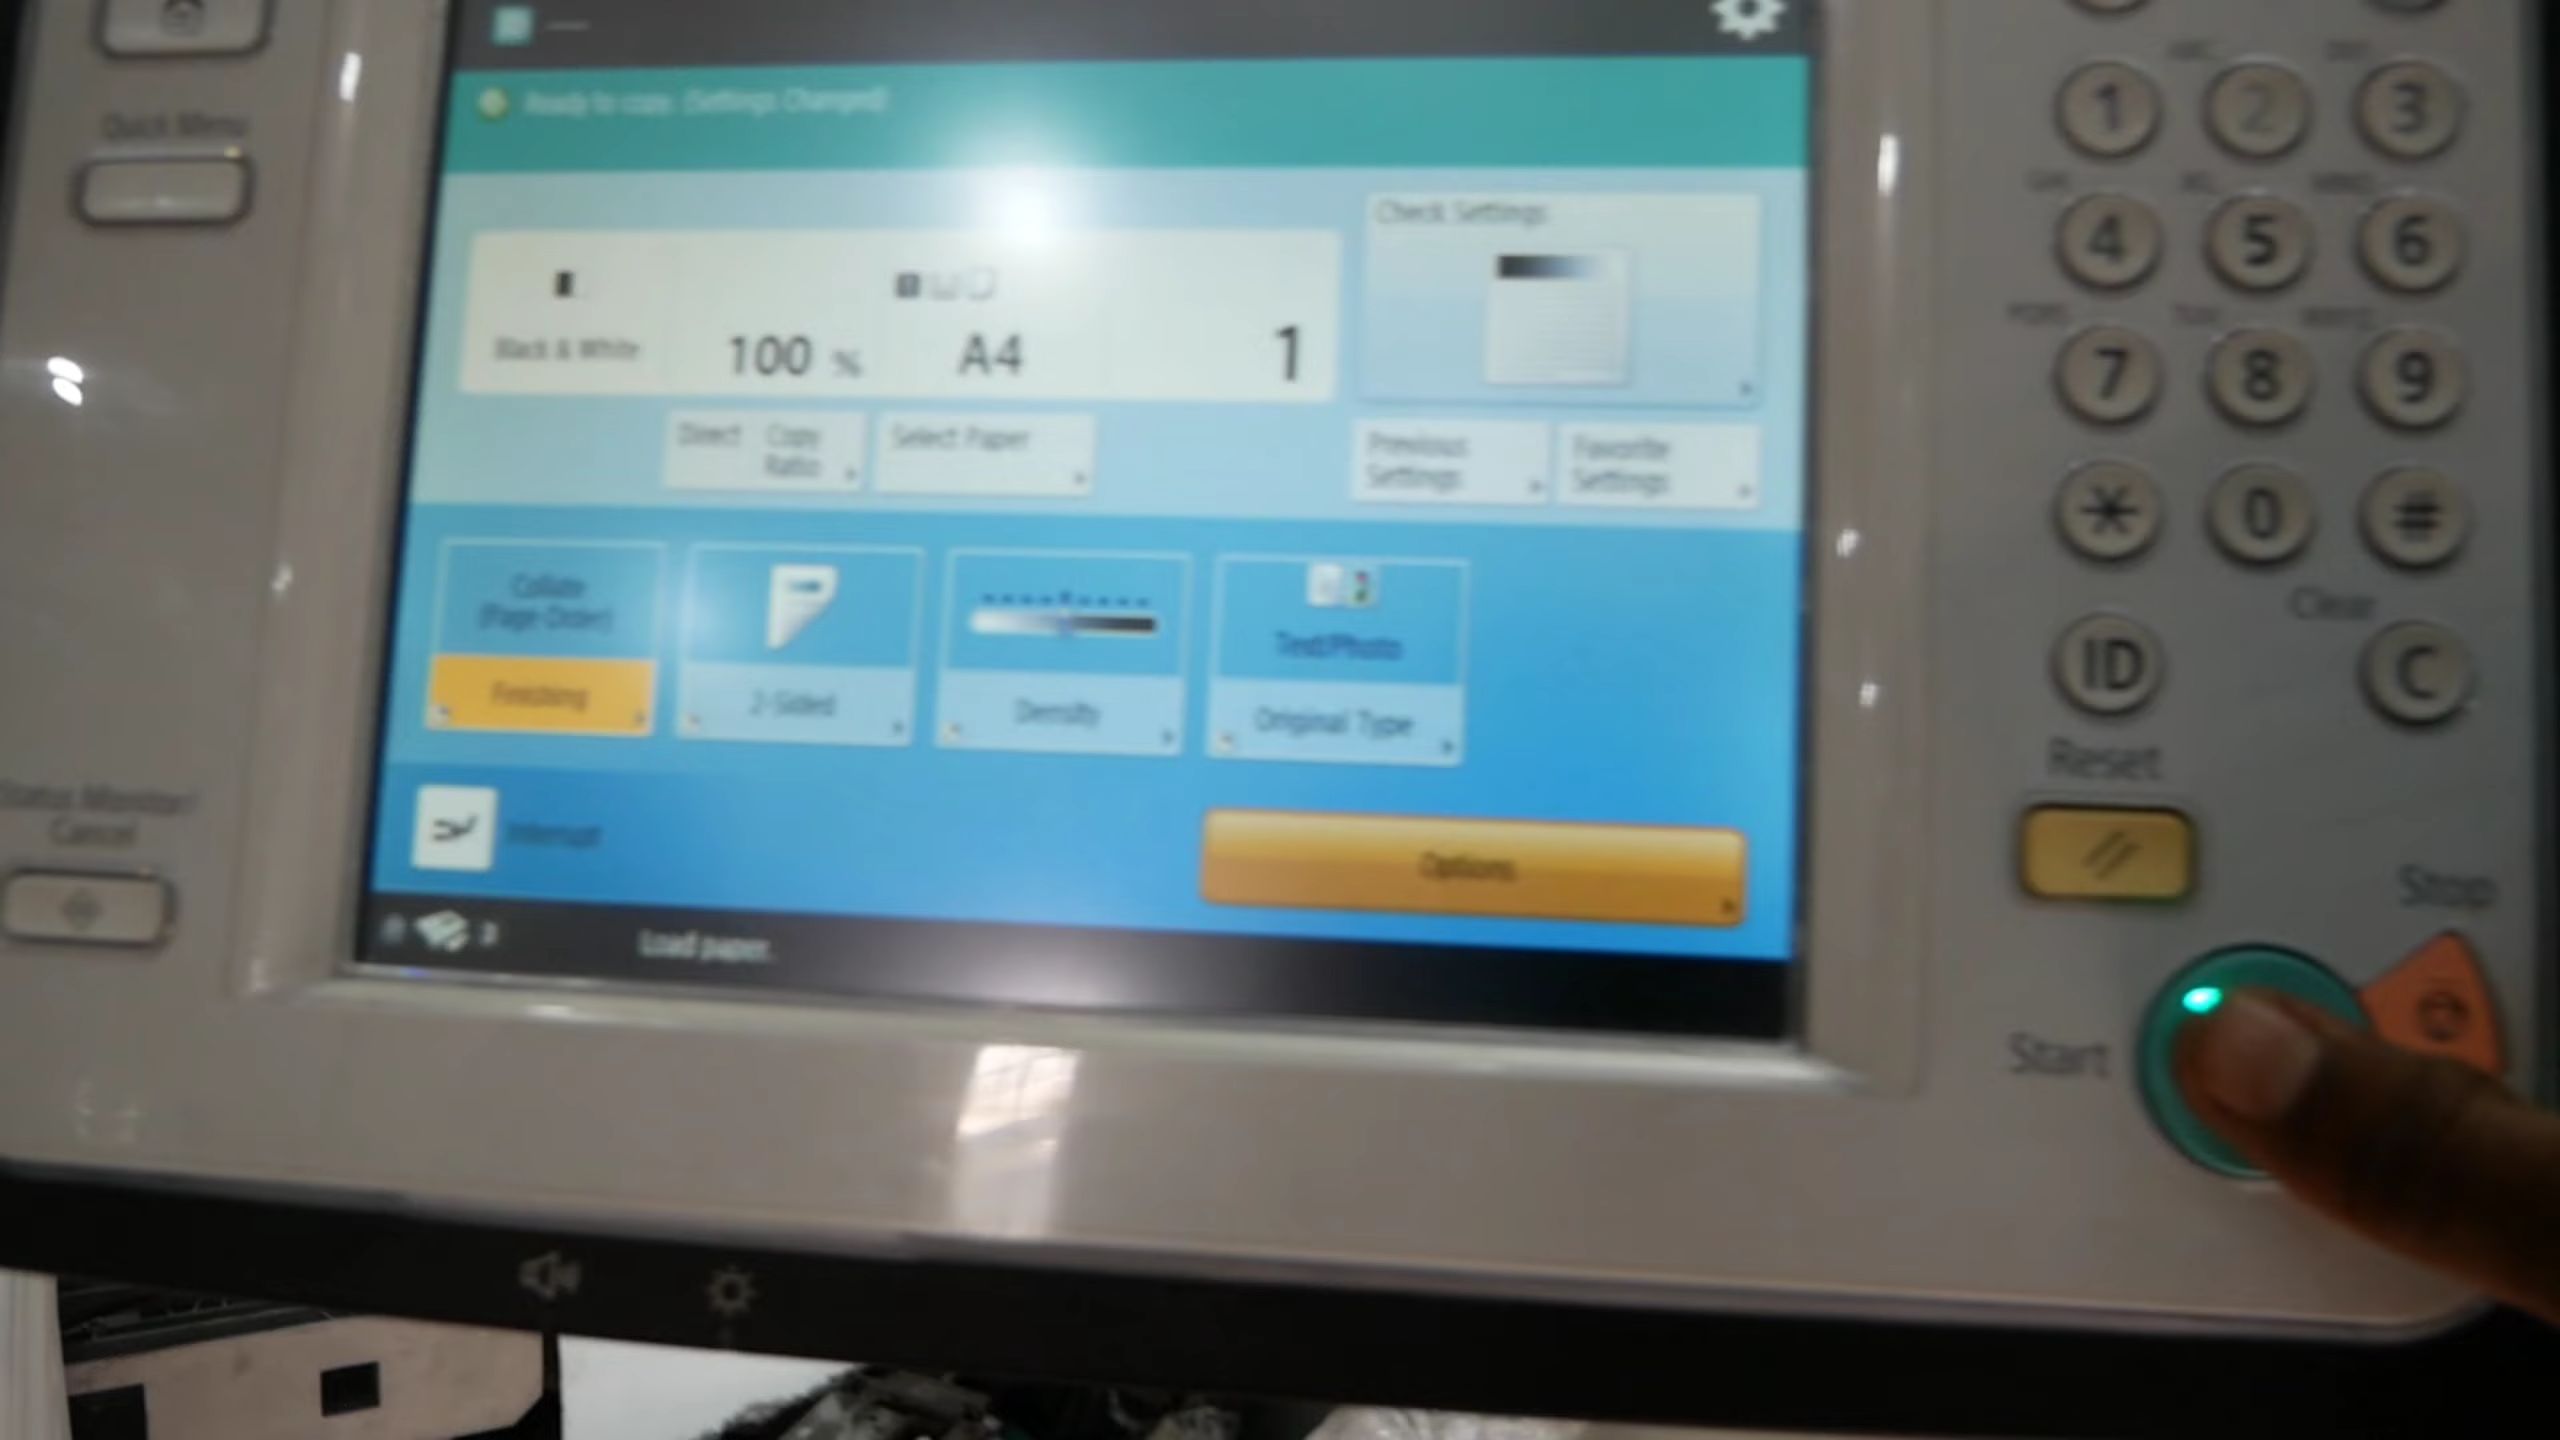 Quick Menu
Ready to copy. (Settings Changed)
Check Settings
Black & White
100 %
A4
1
Direct
Copy Ratio
Select Paper
Previous Settings
Favorite Settings
Collate
(Page Order)
Finishing
2-Sided
Density
Text/Photo
Original Type
Interrupt
Options
Load paper.
Status Monitor/
Cancel
1 2 3
4 5 6
7 8 9
* 0 #
Clear
ID C
Reset
Stop
Start